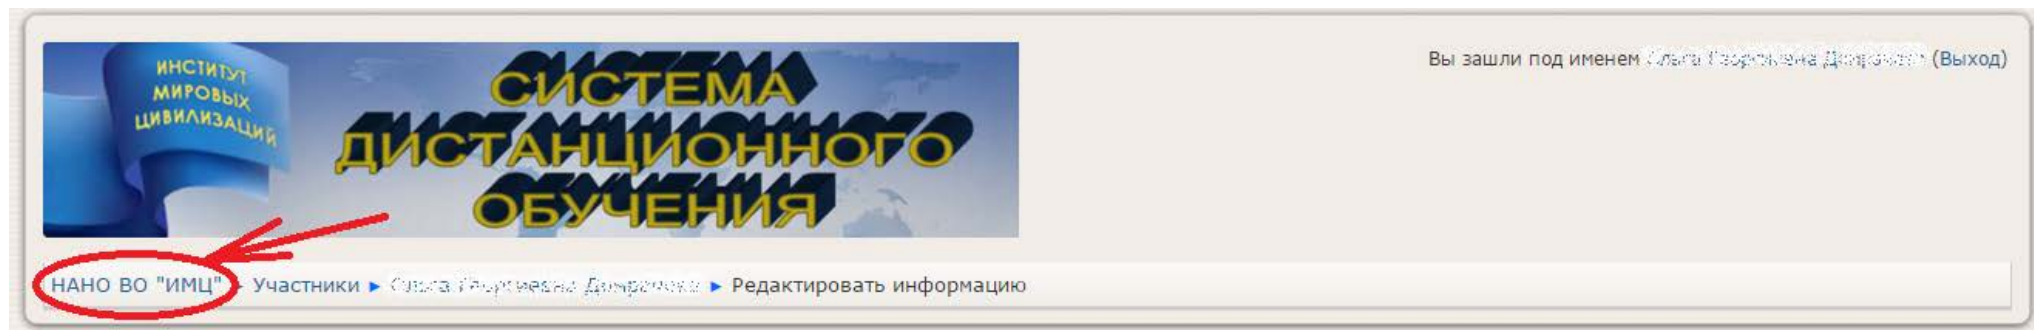 ИНСТИТУТ
МИРОВЫХ
ЦИВИЛИЗАЦИЙ
СИСТЕМА
ДИСТАНЦИОННОГО
ОБУЧЕНИЯ
Вы зашли под именем (Выход)
НАНО ВО "ИМЦ" Участники ► ► Редактировать информацию